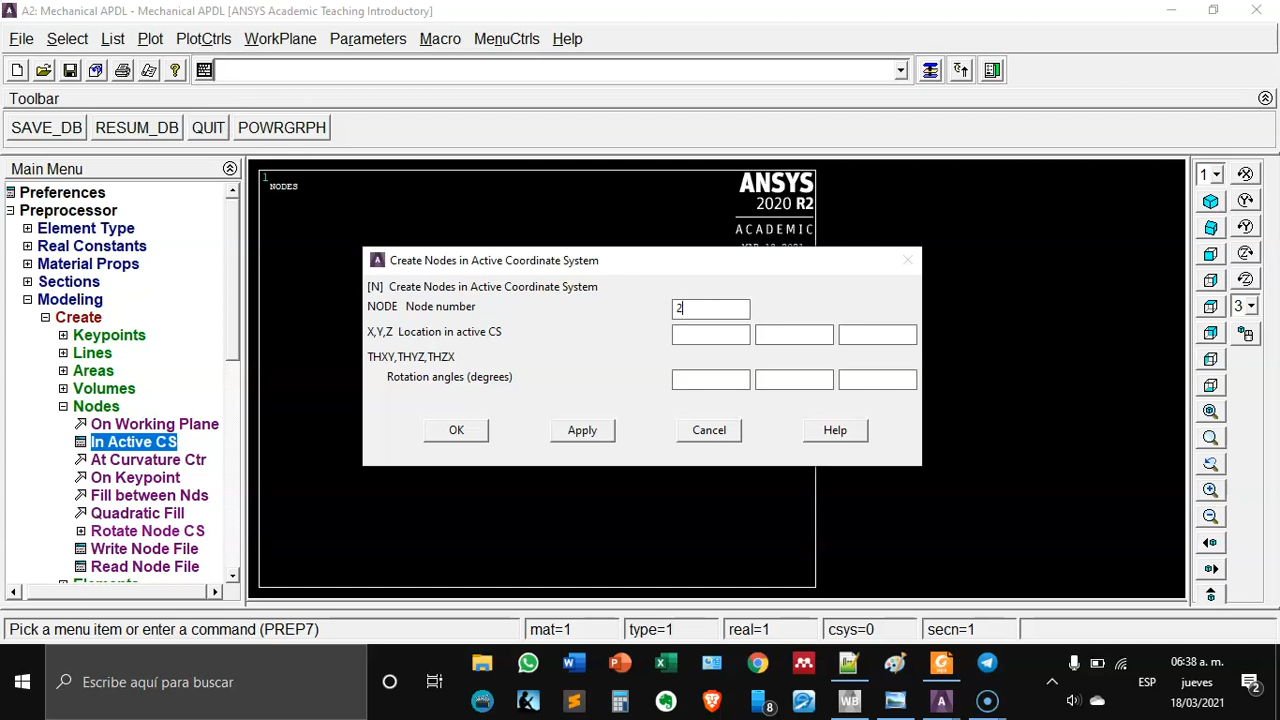 A2: Mechanical APDL - Mechanical APDL [ANSYS Academic Teaching Introductory]
File Select List Plot PlotCtrls WorkPlane Parameters Macro MenuCtrls Help
Toolbar
SAVE_DB RESUM_DB QUIT POWRGRPH
Main Menu
Preferences
Preprocessor
Element Type
Real Constants
Material Props
Sections
Modeling
Create
Keypoints
Lines
Areas
Volumes
Nodes
On Working Plane
In Active CS
At Curvature Ctr
On Keypoint
Fill between Nds
Quadratic Fill
Rotate Node CS
Write Node File
Read Node File
Elements
1
NODES
ANSYS
2020 R2
ACADEMIC
Create Nodes in Active Coordinate System
[N] Create Nodes in Active Coordinate System
NODE Node number 2
X,Y,Z Location in active CS
THXY,THYZ,THZX
Rotation angles (degrees)
OK Apply Cancel Help
1
3
Pick a menu item or enter a command (PREP7) mat=1 type=1 real=1 csys=0 secn=1
Escribe aquí para buscar
ESP
06:38 a. m.
jueves
18/03/2021
8
2